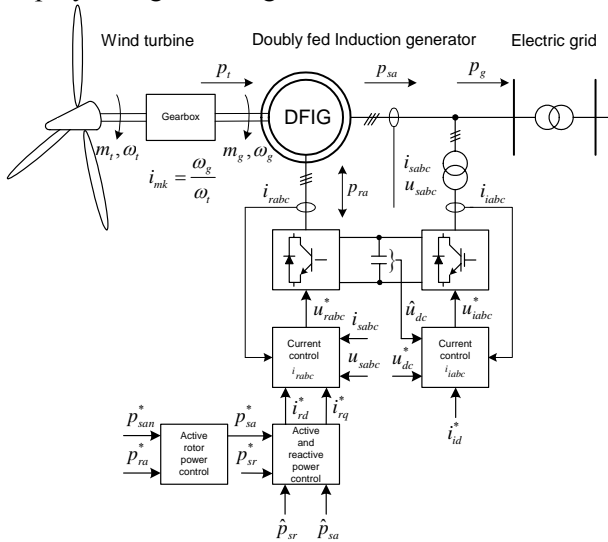 Wind turbine
Doubly fed Induction generator
Electric grid
p_t
p_sa
p_g
Gearbox
DFIG
m_t, ω_t
m_g, ω_g
i_mk = ω_g / ω_t
i_sabc
u_sabc
p_ra
i_rabc
i_iabc
u*_rabc
û_dc
u*_iabc
i_sabc
u_sabc
u*_dc
Current
control
i_rabc
Current
control
i_iabc
i*_rd
i*_rq
i*_id
p*_san
p*_sa
p*_ra
p*_sr
Active
rotor
power
control
Active
and
reactive
power
control
p̂_sr
p̂_sa